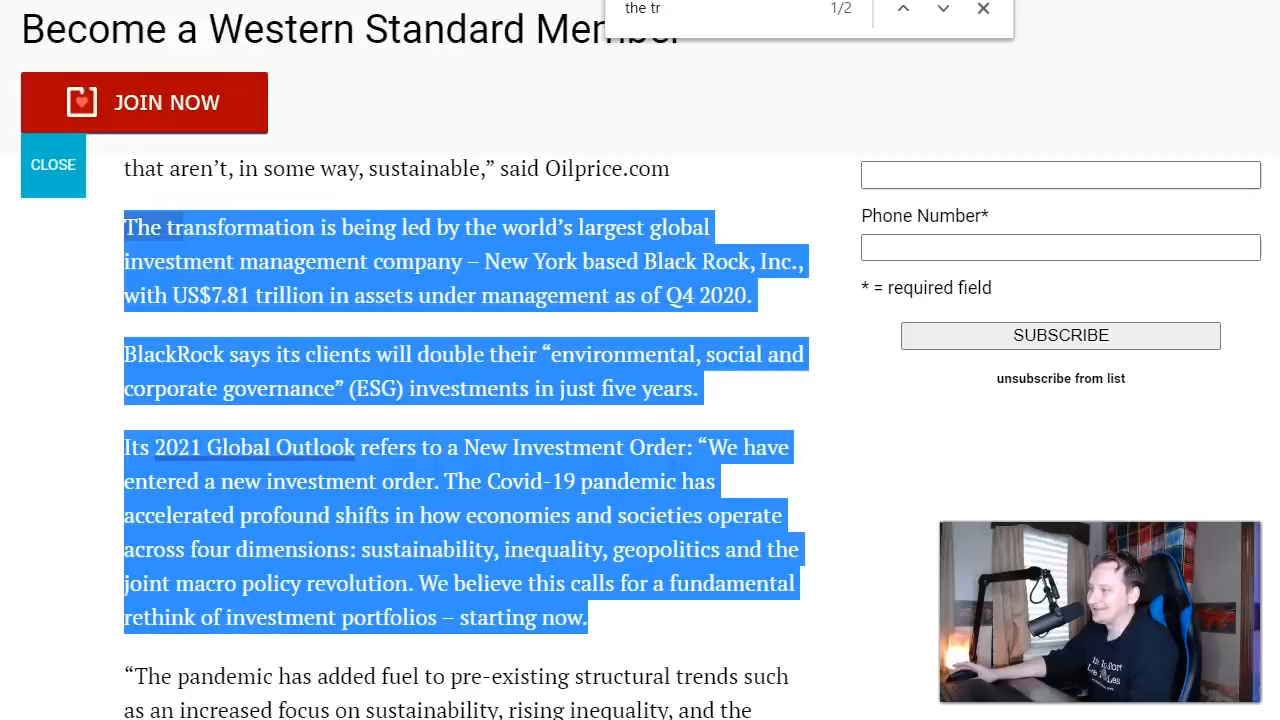 the tr
1/2
Become a Western Standard Member
JOIN NOW
CLOSE
that aren’t, in some way, sustainable,” said Oilprice.com
The transformation is being led by the world’s largest global
investment management company – New York based Black Rock, Inc.,
with US$7.81 trillion in assets under management as of Q4 2020.
BlackRock says its clients will double their “environmental, social and
corporate governance” (ESG) investments in just five years.
Its 2021 Global Outlook refers to a New Investment Order: “We have
entered a new investment order. The Covid-19 pandemic has
accelerated profound shifts in how economies and societies operate
across four dimensions: sustainability, inequality, geopolitics and the
joint macro policy revolution. We believe this calls for a fundamental
rethink of investment portfolios – starting now.
“The pandemic has added fuel to pre-existing structural trends such
as an increased focus on sustainability, rising inequality, and the
Phone Number*
* = required field
SUBSCRIBE
unsubscribe from list